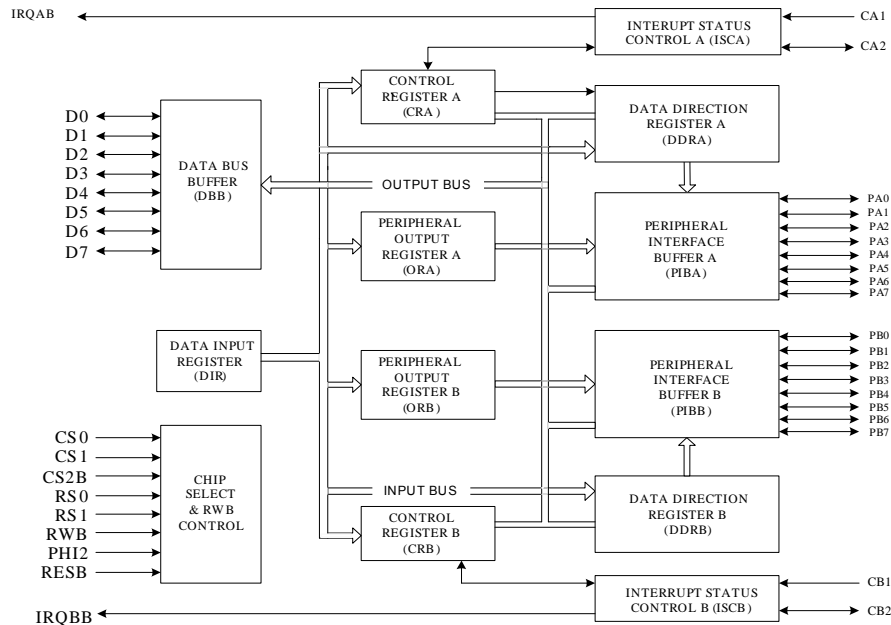 IRQAB
INTERUPT STATUS
CONTROL A (ISCA)
CA1
CA2
CONTROL
REGISTER A
(CRA)
DATA DIRECTION
REGISTER A
(DDRA)
D0
D1
D2
D3
D4
D5
D6
D7
DATA BUS
BUFFER
(DBB)
OUTPUT BUS
PERIPHERAL
OUTPUT
REGISTER A
(ORA)
PERIPHERAL
INTERFACE
BUFFER A
(PIBA)
PA0
PA1
PA2
PA3
PA4
PA5
PA6
PA7
DATA INPUT
REGISTER
(DIR)
PERIPHERAL
OUTPUT
REGISTER B
(ORB)
PERIPHERAL
INTERFACE
BUFFER B
(PIBB)
PB0
PB1
PB2
PB3
PB4
PB5
PB6
PB7
CS0
CS1
CS2B
RS0
RS1
RWB
PHI2
RESB
CHIP
SELECT
& RWB
CONTROL
INPUT BUS
CONTROL
REGISTER B
(CRB)
DATA DIRECTION
REGISTER B
(DDRB)
IRQBB
INTERRUPT STATUS
CONTROL B (ISCB)
CB1
CB2